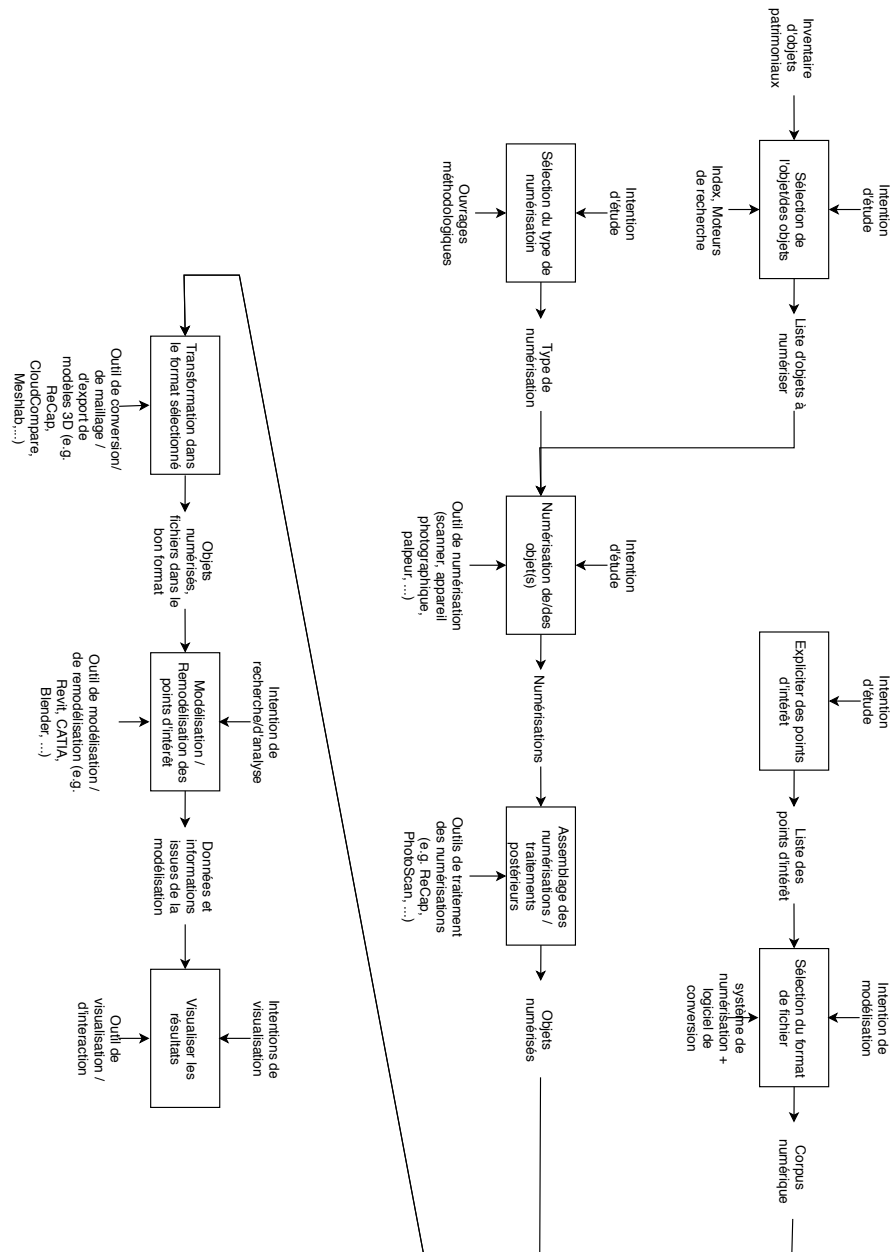 Inventaire
d'objets
patrimoniaux
Intention
d'étude
Sélection de
l'objet/des objets
Index, Moteurs
de recherche
Liste d'objets à
numériser
Intention
d'étude
Expliciter des points
d'intérêt
Liste des
points d'intérêt
Intention de
modélisation
Sélection du format
de fichier
système de
numérisation +
logiciel de
conversion
Corpus
numérique
Intention
d'étude
Sélection du type de
numérisatoin
Ouvrages
méthodologiques
Type de
numérisation
Intention
d'étude
Numérisation de/des
objet(s)
Outil de numérisation
(scanner, appareil
photographique,
palpeur, ...)
Numérisations
Assemblage des
numérisations /
traitements
postérieurs
Outils de traitement
des numérisations
(e.g. ReCap,
PhotoScan, ...)
Objets
numérisés
Transformation dans
le format sélectionné
Outil de conversion/
de maillage /
d'export de
modèles 3D (e.g.
ReCap,
CloudCompare,
Meshlab,...)
Objets
numérisés,
fichiers dans le
bon format
Intention de
recherche/d'analyse
Modélisation /
Remodélisation des
points d'intérêt
Outil de modélisation /
de remodélisation (e.g.
Revit, CATIA,
Blender, ...)
Données et
informations
issues de la
modélisation
Intentions de
visualisation
Visualiser les
résultats
Outil de
visualisation /
d'interaction